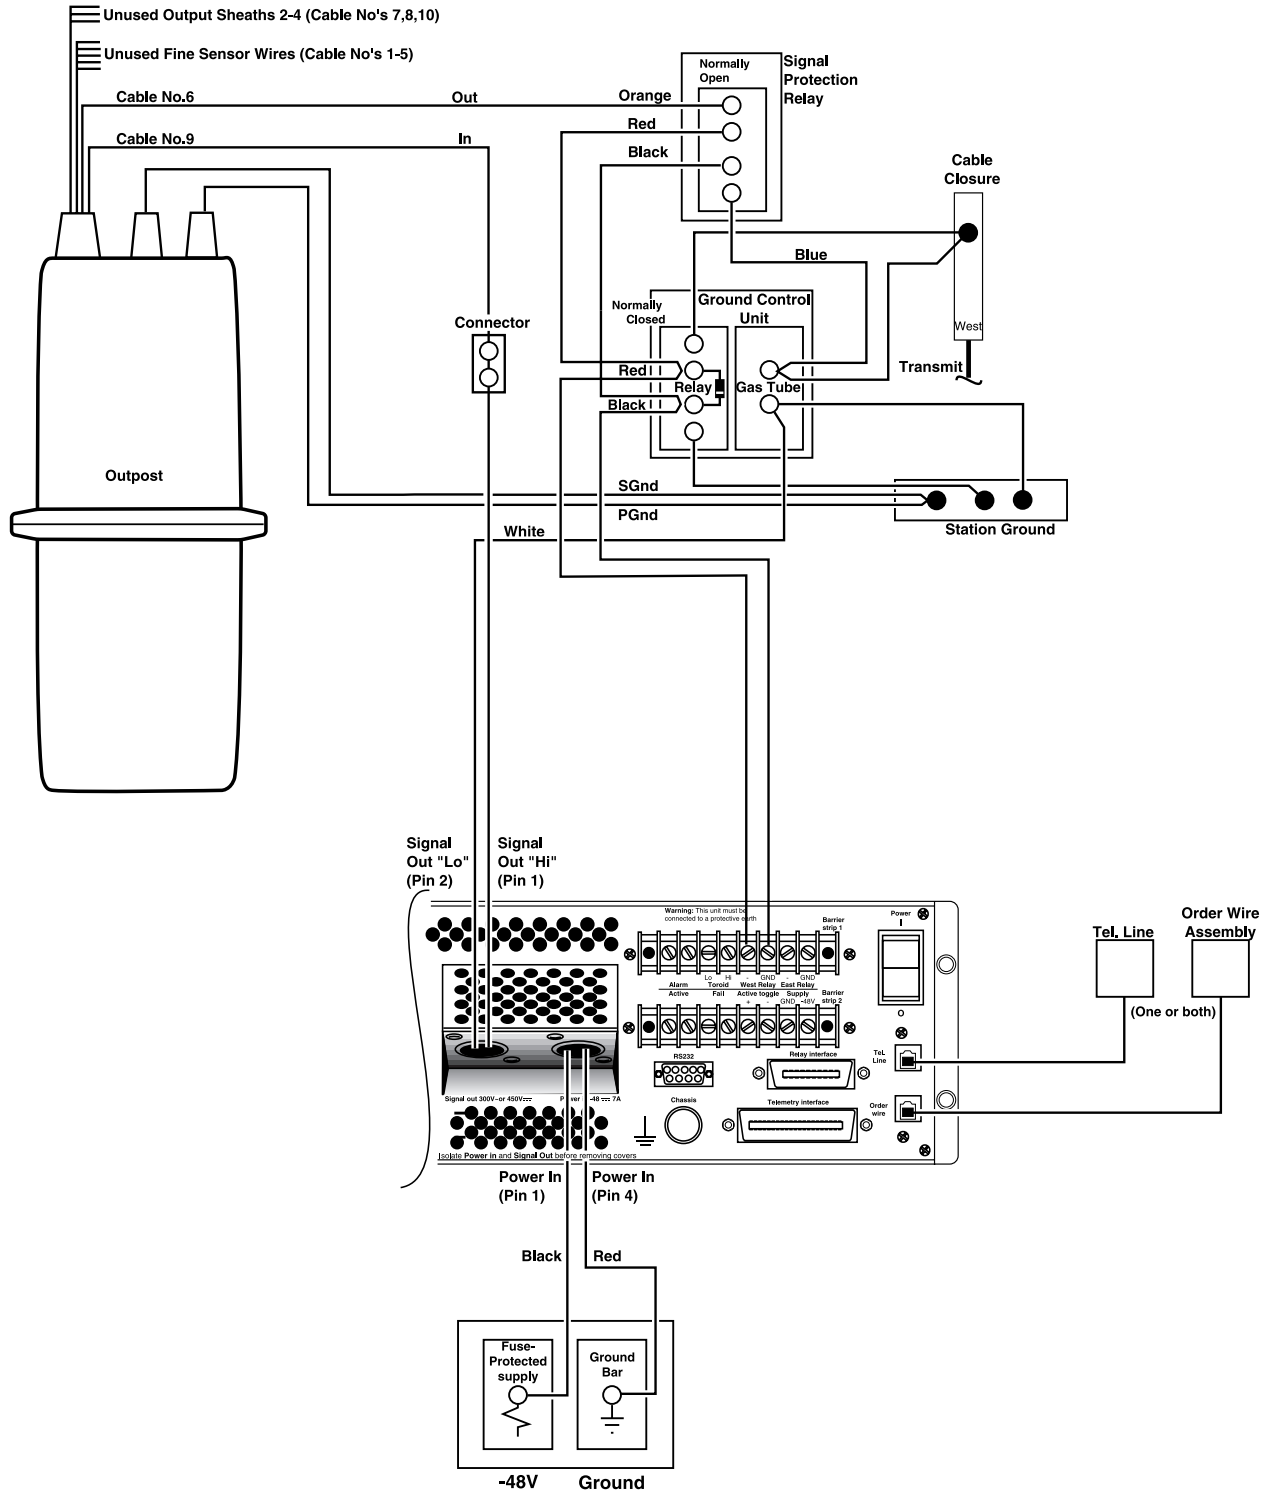 Unused Output Sheaths 2-4 (Cable No's 7,8,10)
Unused Fine Sensor Wires (Cable No's 1-5)
Cable No.6
Out
Orange
Cable No.9
In
Red
Black
Normally
Open
Signal
Protection
Relay
Cable
Closure
Blue
West
Transmit
Connector
Normally
Closed
Ground Control
Unit
Red
Relay
Gas Tube
Black
Outpost
SGnd
PGnd
White
Station Ground
Signal
Out "Lo"
(Pin 2)
Signal
Out "Hi"
(Pin 1)
Warning: This unit must be
connected to a protective earth
Barrier
strip 1
Power
I
O
Lo Hi - GND - GND
Alarm Toroid West Relay East Relay
Active Fail Active toggle Supply
+ - GND -48V
Barrier
strip 2
RS232
Relay interface
Tel.
Line
Chassis
Telemetry interface
Order
wire
Signal out 300V-or 450V
-48 7A
Isolate Power in and Signal Out before removing covers
Tel. Line
Order Wire
Assembly
(One or both)
Power In
(Pin 1)
Power In
(Pin 4)
Black
Red
Fuse-
Protected
supply
Ground
Bar
-48V
Ground